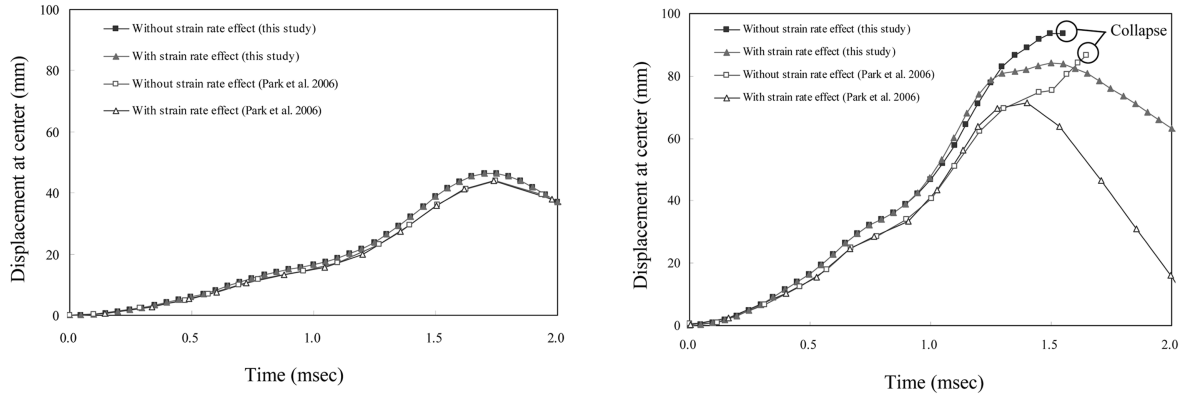 100
80
60
40
20
0
Displacement at center (mm)
Without strain rate effect (this study)
With strain rate effect (this study)
Without strain rate effect (Park et al. 2006)
With strain rate effect (Park et al. 2006)
0.0
0.5
1.0
1.5
2.0
Time (msec)
100
80
60
40
20
0
Displacement at center (mm)
Without strain rate effect (this study)
With strain rate effect (this study)
Without strain rate effect (Park et al. 2006)
With strain rate effect (Park et al. 2006)
Collapse
0.0
0.5
1.0
1.5
2.0
Time (msec)